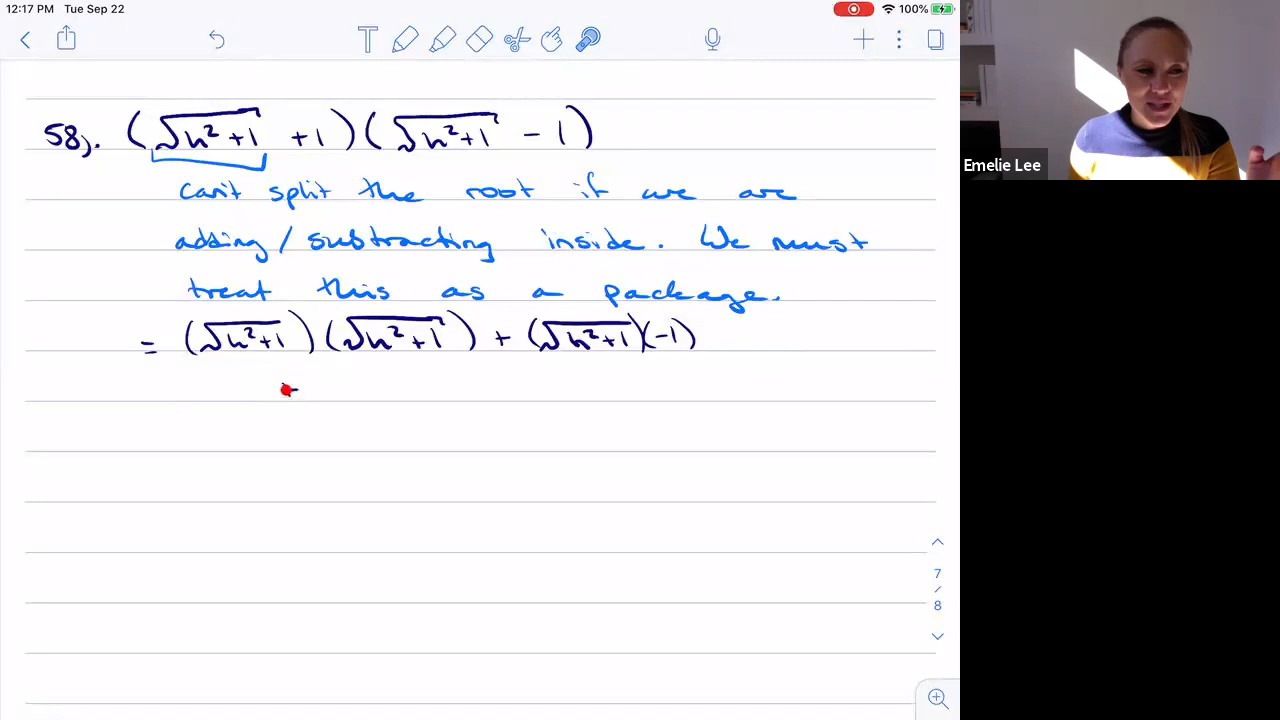 12:17 PM Tue Sep 22
100%
58). (√h²+1 +1)(√h²+1 - 1)
can't split the root if we are
adding/subtracting inside. We must
treat this as a package.
= (√h²+1)(√h²+1) + (√h²+1)(-1)
Emelie Lee
7
/
8